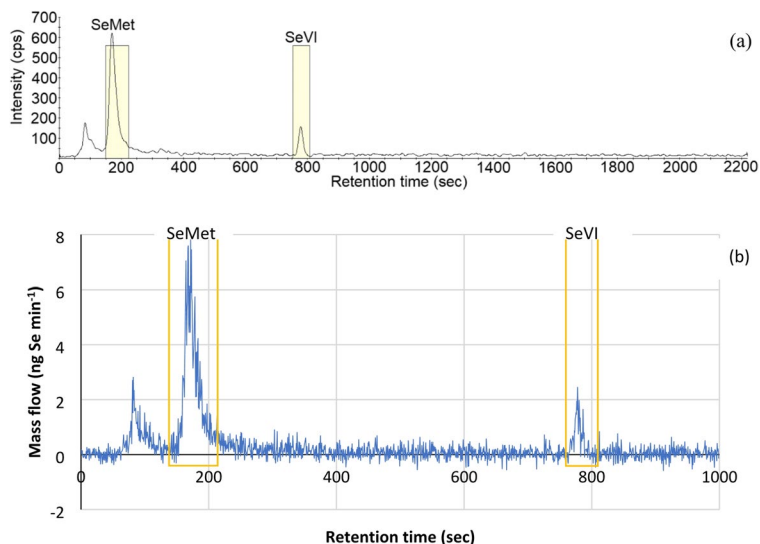 700
600
500
400
300
200
100
Intensity (cps)
SeMet
SeVI
(a)
0 200 400 600 800 1000 1200 1400 1600 1800 2000 2200
Retention time (sec)
8
6
4
2
0
-2
Mass flow (ng Se min-1)
SeMet
SeVI
(b)
0 200 400 600 800 1000
Retention time (sec)